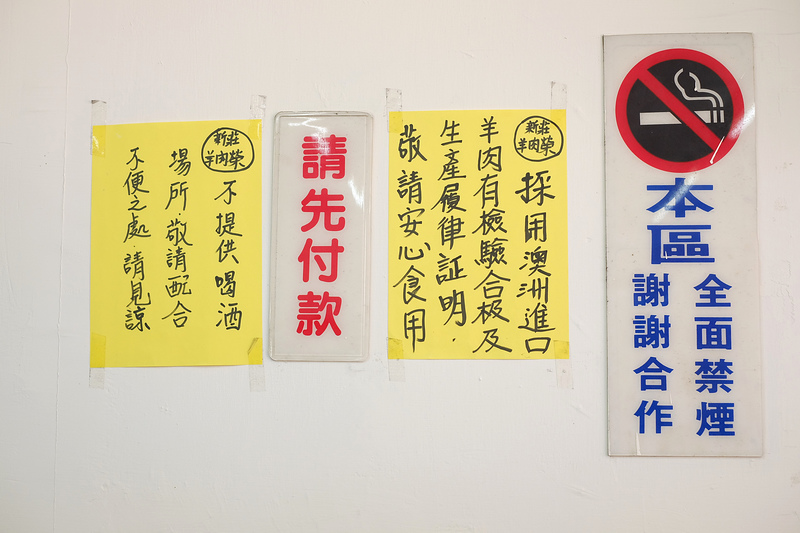 新莊
羊肉榮
不提供喝酒
場所.敬請配合
不便之處.請見諒
請先付款
新莊
羊肉榮
採用澳洲進口
羊肉有檢驗合极及
生產履律証明.
敬請安心食用
本區
全面禁煙
謝謝合作